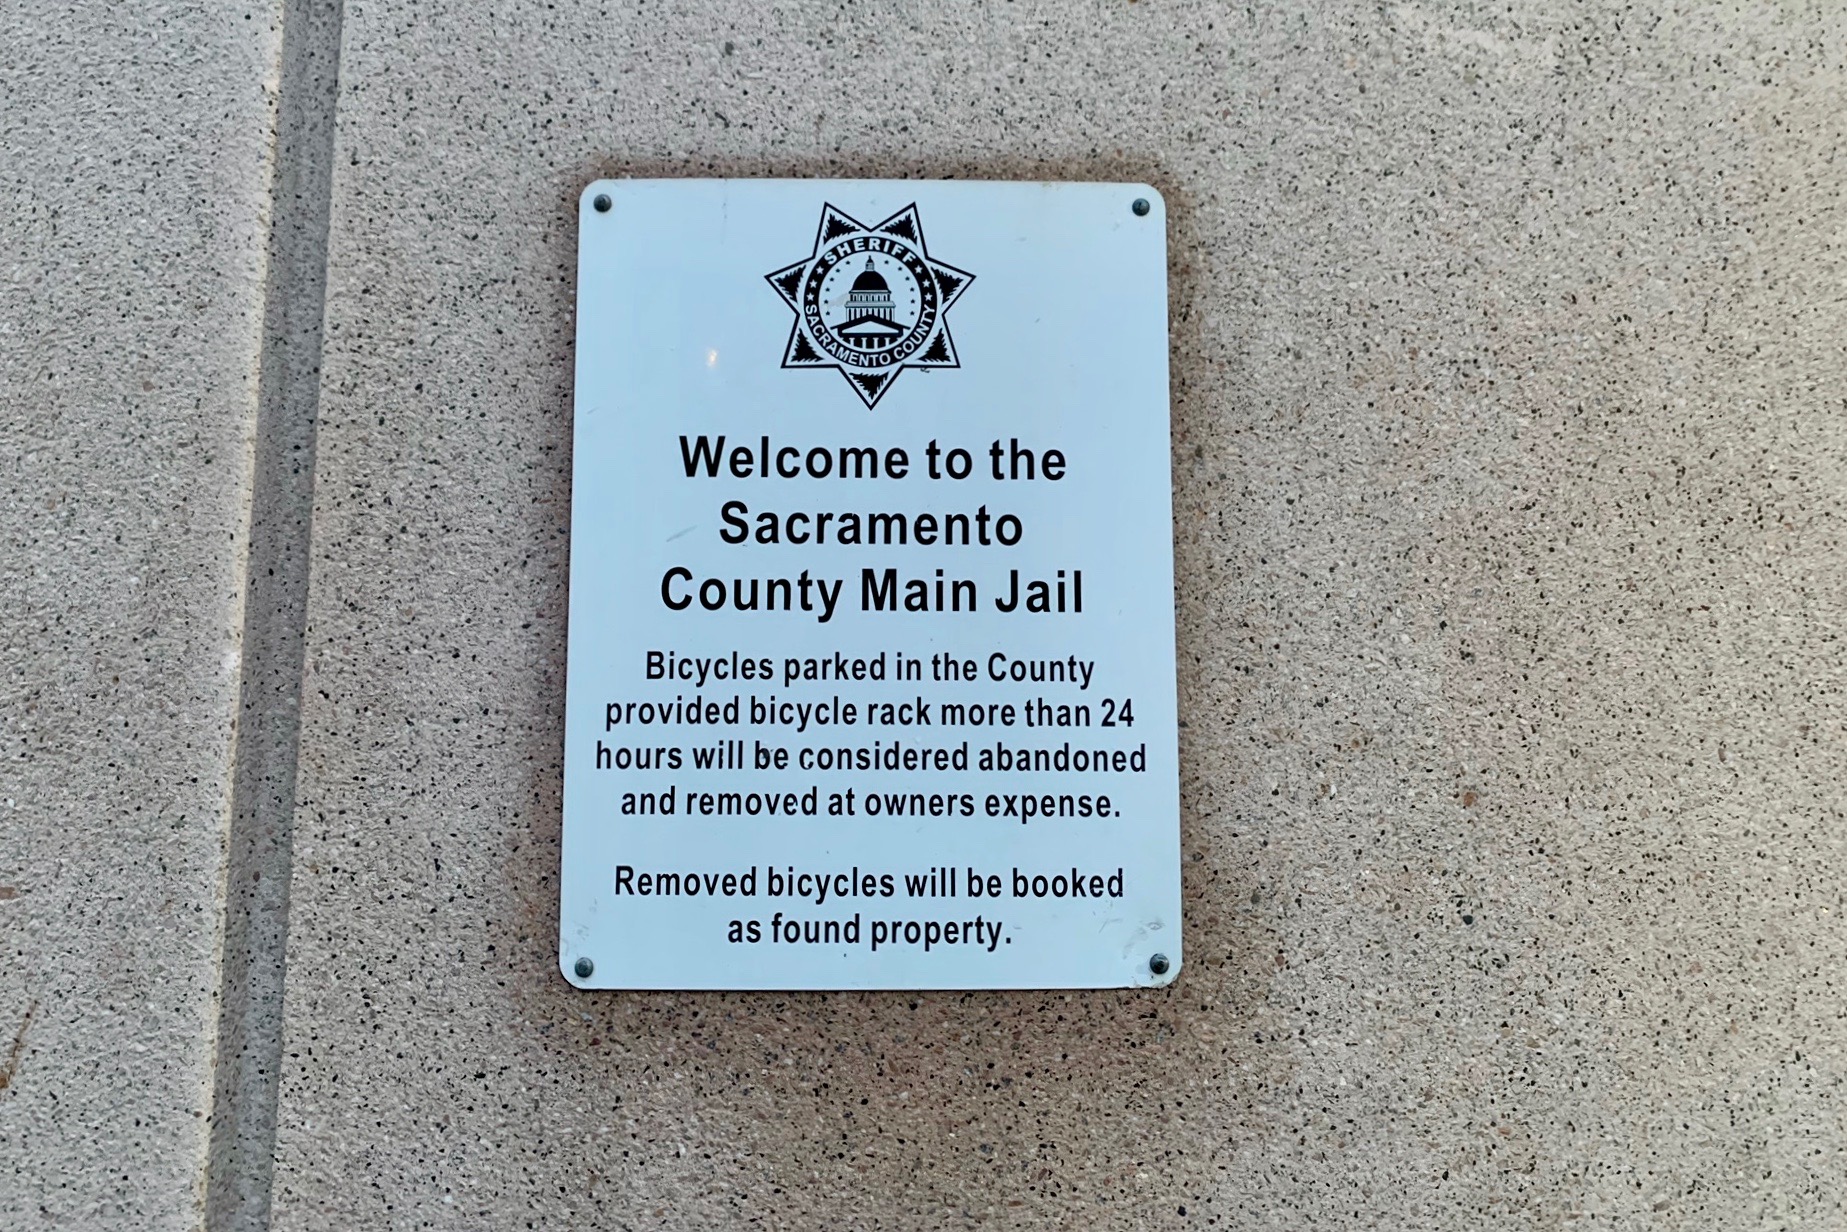 SHERIFF
SACRAMENTO COUNTY
Welcome to the
Sacramento
County Main Jail
Bicycles parked in the County
provided bicycle rack more than 24
hours will be considered abandoned
and removed at owners expense.
Removed bicycles will be booked
as found property.